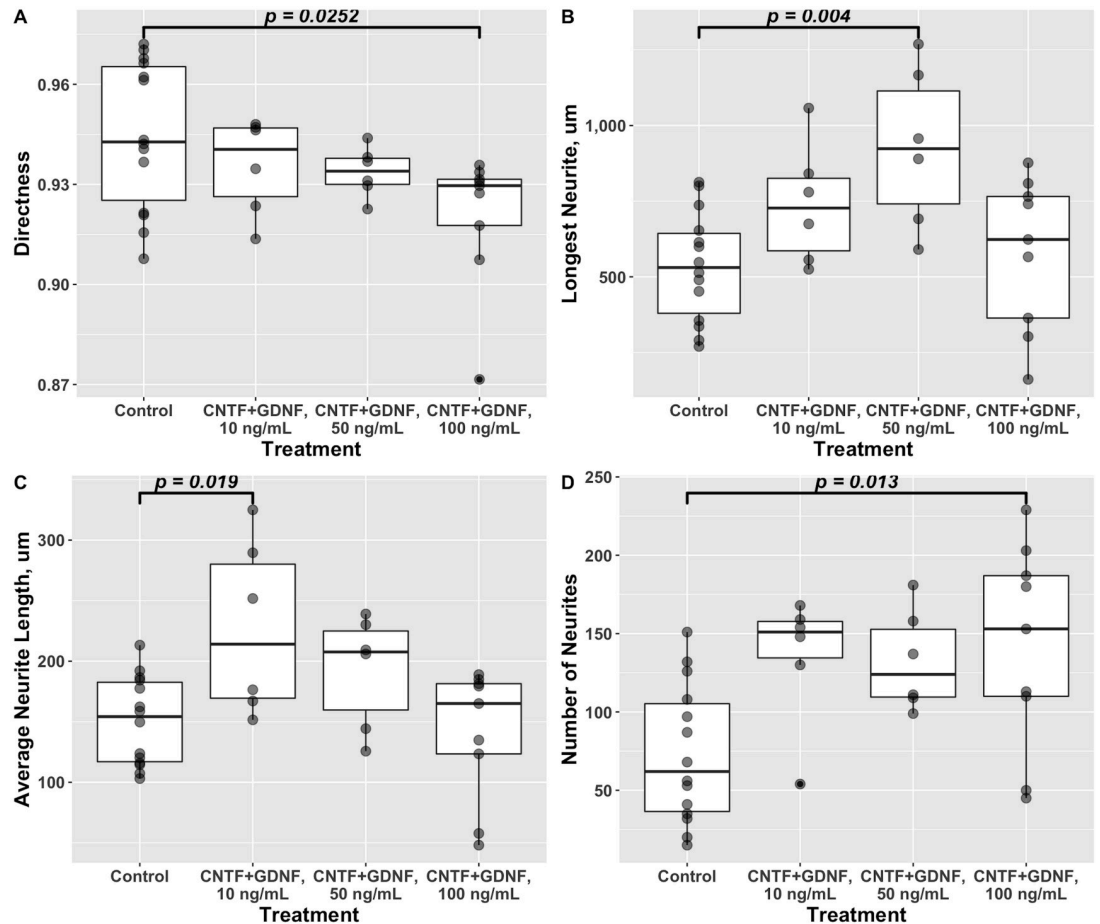 A
p = 0.0252
0.96
0.93
0.90
0.87
Directness
Control
CNTF+GDNF,
10 ng/mL
CNTF+GDNF,
50 ng/mL
CNTF+GDNF,
100 ng/mL
Treatment
B
p = 0.004
1,000
500
Longest Neurite, um
Control
CNTF+GDNF,
10 ng/mL
CNTF+GDNF,
50 ng/mL
CNTF+GDNF,
100 ng/mL
Treatment
C
p = 0.019
300
200
100
Average Neurite Length, um
Control
CNTF+GDNF,
10 ng/mL
CNTF+GDNF,
50 ng/mL
CNTF+GDNF,
100 ng/mL
Treatment
D
p = 0.013
250
200
150
100
50
Number of Neurites
Control
CNTF+GDNF,
10 ng/mL
CNTF+GDNF,
50 ng/mL
CNTF+GDNF,
100 ng/mL
Treatment